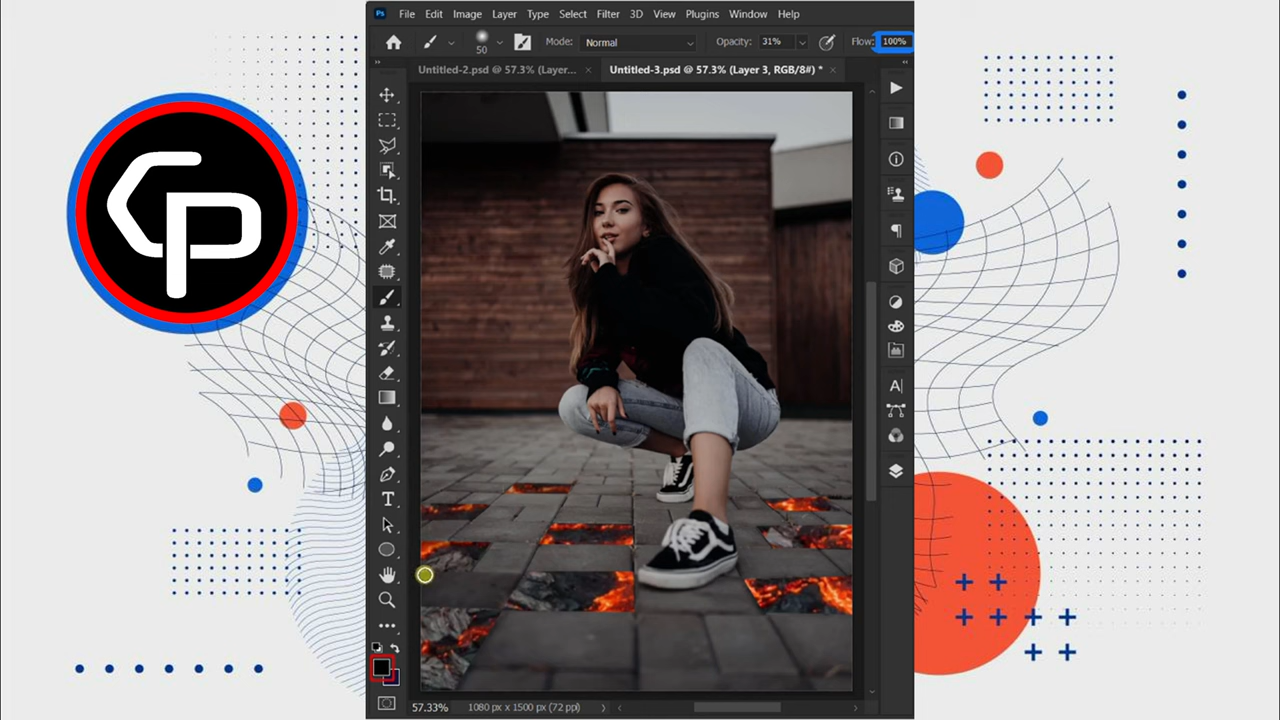 CP
Ps File Edit Image Layer Type Select Filter 3D View Plugins Window Help
50 Mode: Normal Opacity: 31% Flow: 100%
Untitled-2.psd @ 57.3% (Layer... × Untitled-3.psd @ 57.3% (Layer 3, RGB/8#) * ×
57.33% 1080 px x 1500 px (72 ppi)